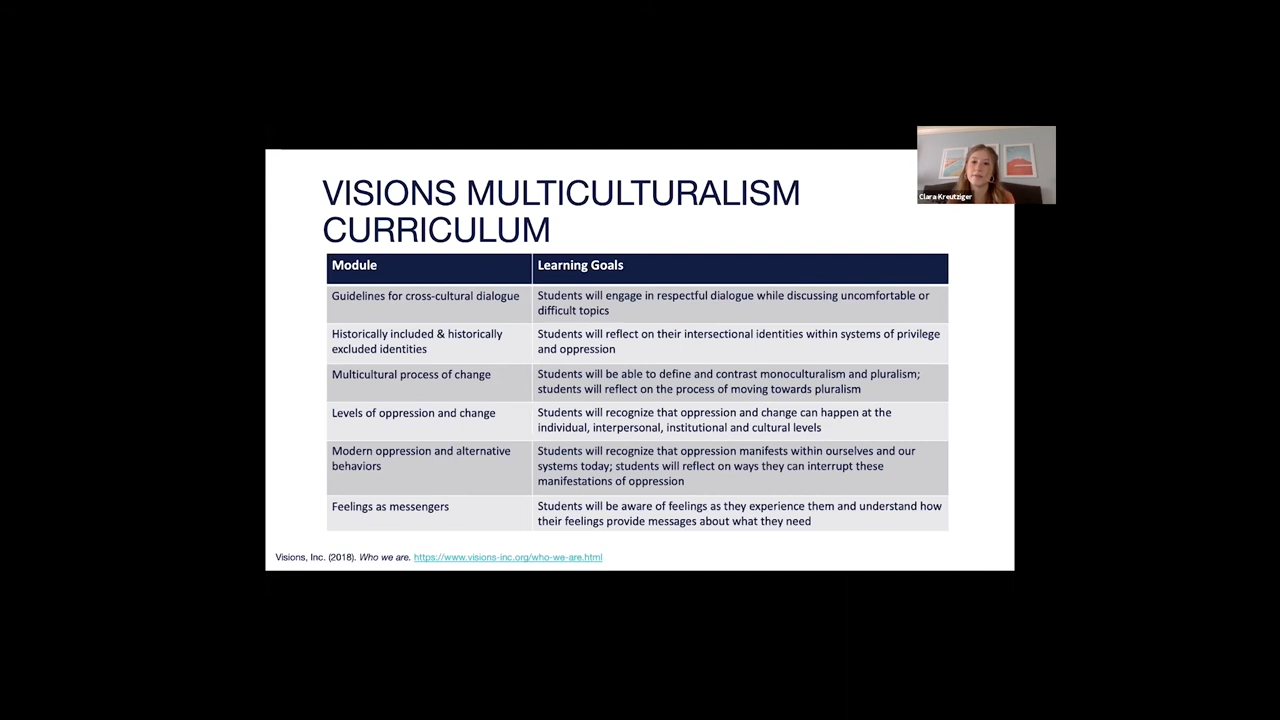 VISIONS MULTICULTURALISM
CURRICULUM
Clara Kreutziger
Module
Learning Goals
Guidelines for cross-cultural dialogue
Students will engage in respectful dialogue while discussing uncomfortable or
difficult topics
Historically included & historically
excluded identities
Students will reflect on their intersectional identities within systems of privilege
and oppression
Multicultural process of change
Students will be able to define and contrast monoculturalism and pluralism;
students will reflect on the process of moving towards pluralism
Levels of oppression and change
Students will recognize that oppression and change can happen at the
individual, interpersonal, institutional and cultural levels
Modern oppression and alternative
behaviors
Students will recognize that oppression manifests within ourselves and our
systems today; students will reflect on ways they can interrupt these
manifestations of oppression
Feelings as messengers
Students will be aware of feelings as they experience them and understand how
their feelings provide messages about what they need
Visions, Inc. (2018). Who we are. https://www.visions-inc.org/who-we-are.html